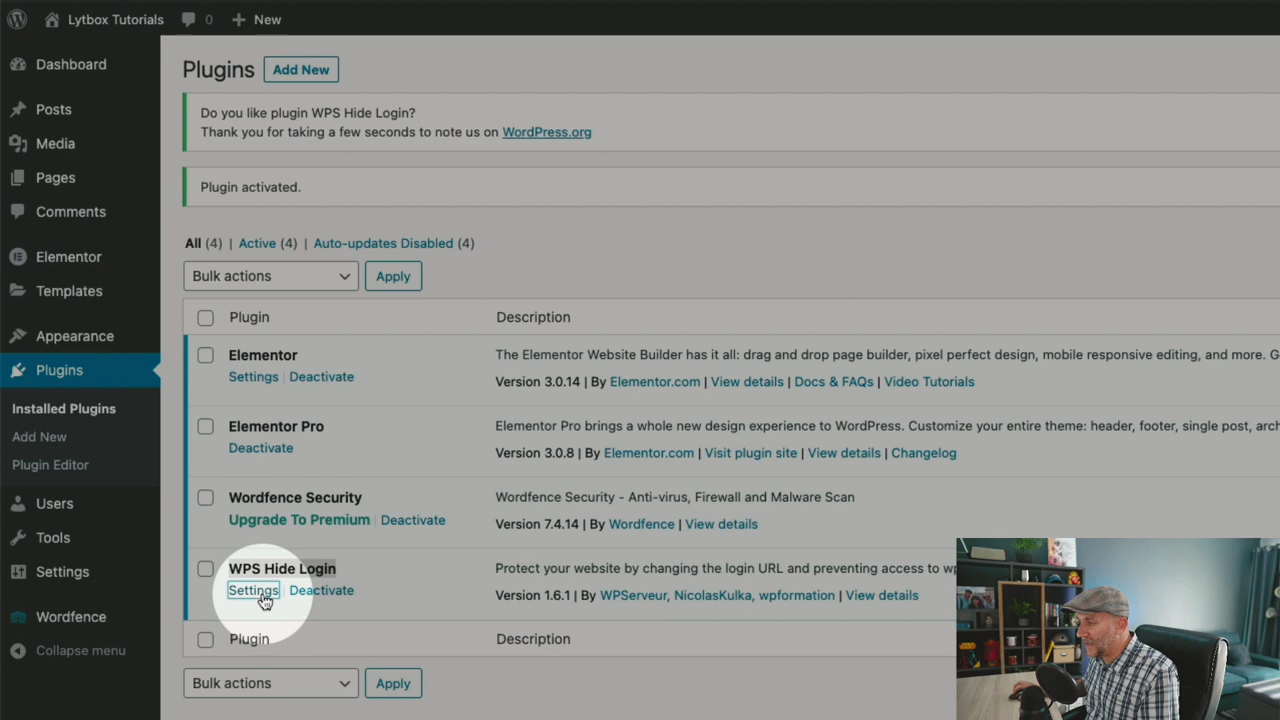 Lytbox Tutorials 0 New
Dashboard
Posts
Media
Pages
Comments
Elementor
Templates
Appearance
Plugins
Installed Plugins
Add New
Plugin Editor
Users
Tools
Settings
Wordfence
Collapse menu
Plugins Add New
Do you like plugin WPS Hide Login?
Thank you for taking a few seconds to note us on WordPress.org
Plugin activated.
All (4) | Active (4) | Auto-updates Disabled (4)
Bulk actions Apply
Plugin Description
Elementor The Elementor Website Builder has it all: drag and drop page builder, pixel perfect design, mobile responsive editing, and more. G
Settings | Deactivate Version 3.0.14 | By Elementor.com | View details | Docs & FAQs | Video Tutorials
Elementor Pro Elementor Pro brings a whole new design experience to WordPress. Customize your entire theme: header, footer, single post, arch
Deactivate Version 3.0.8 | By Elementor.com | Visit plugin site | View details | Changelog
Wordfence Security Wordfence Security - Anti-virus, Firewall and Malware Scan
Upgrade To Premium | Deactivate Version 7.4.14 | By Wordfence | View details
WPS Hide Login Protect your website by changing the login URL and preventing access to wp
Settings | Deactivate Version 1.6.1 | By WPServeur, NicolasKulka, wpformation | View details
Plugin Description
Bulk actions Apply